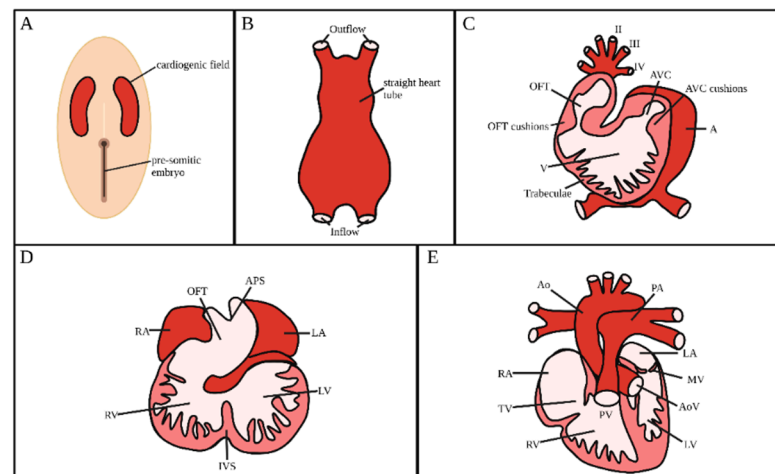 A
cardiogenic field
pre-somitic
embryo
B
Outflow
straight heart
tube
Inflow
C
II
III
IV
AVC
OFT
AVC cushions
OFT cushions
A
V
Trabeculae
D
APS
OFT
RA
LA
RV
LV
IVS
E
Ao
PA
LA
RA
MV
TV
AoV
PV
RV
LV